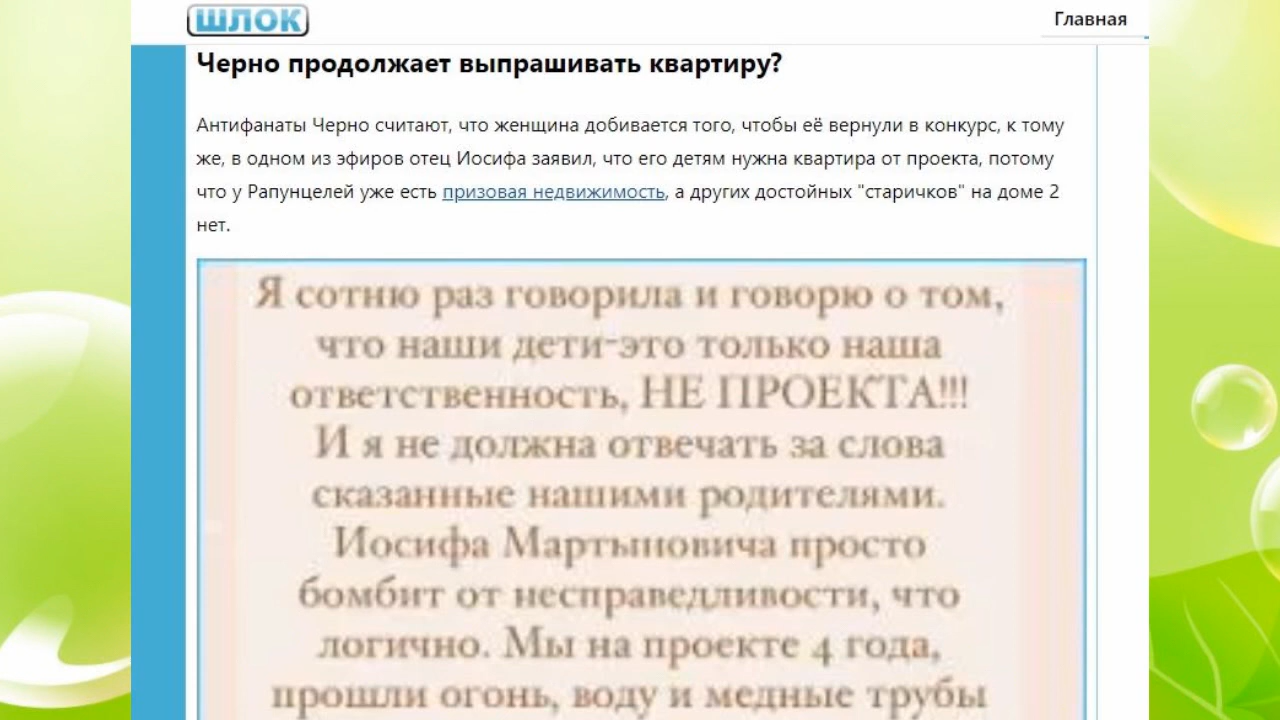 ШЛОК
Главная
Черно продолжает выпрашивать квартиру?
Антифанаты Черно считают, что женщина добивается того, чтобы её вернули в конкурс, к тому
же, в одном из эфиров отец Иосифа заявил, что его детям нужна квартира от проекта, потому
что у Рапунцелей уже есть призовая недвижимость, а других достойных "старичков" на доме 2
нет.
Я сотню раз говорила и говорю о том,
что наши дети-это только наша
ответственность, НЕ ПРОЕКТА!!!
И я не должна отвечать за слова
сказанные нашими родителями.
Иосифа Мартыновича просто
бомбит от несправедливости, что
логично. Мы на проекте 4 года,
прошли огонь, воду и медные трубы